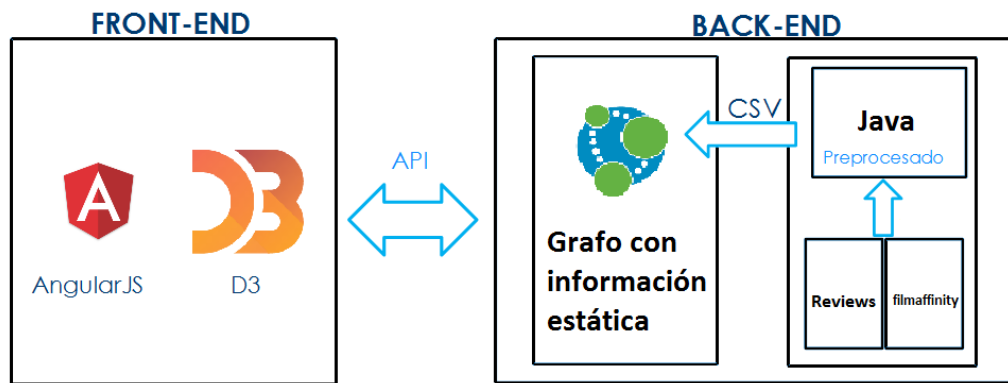 FRONT-END
AngularJS
D3
API
BACK-END
Grafo con
información
estática
CSV
Java
Preprocesado
Reviews
filmaffinity